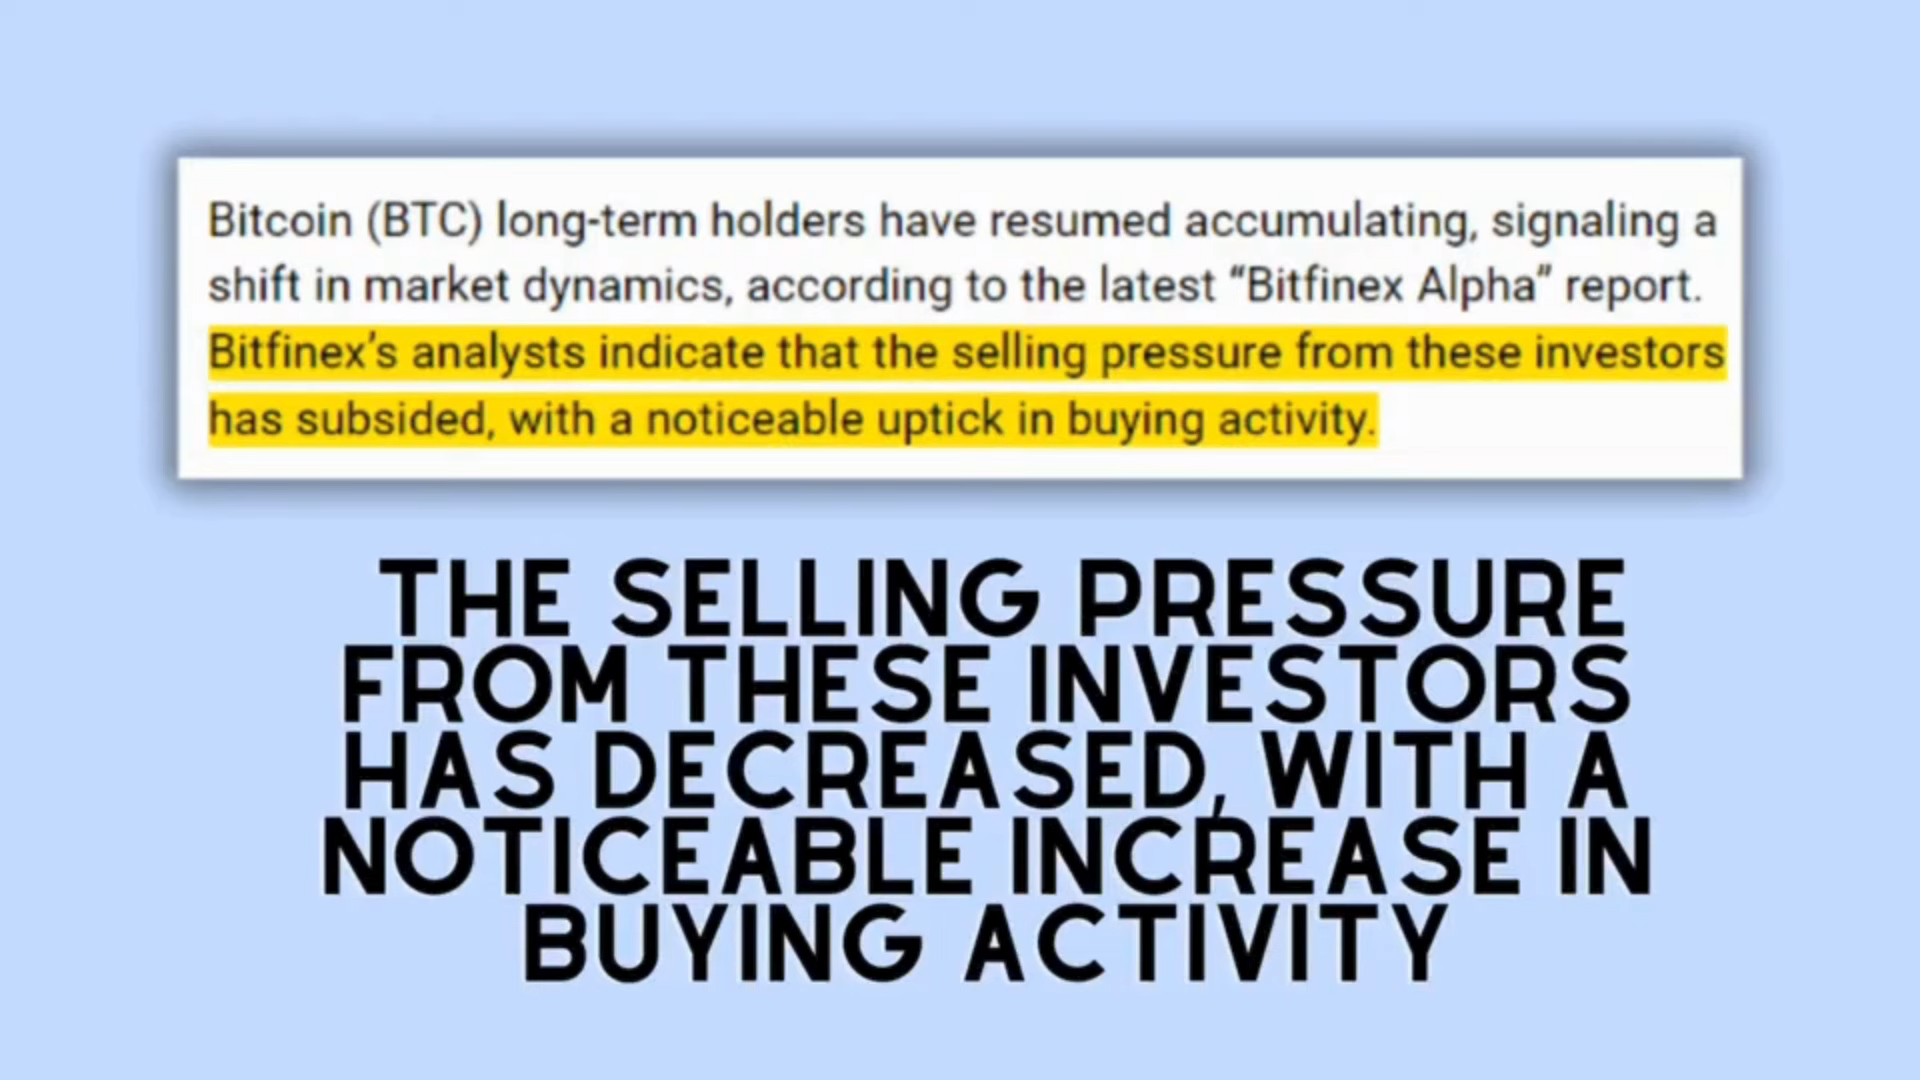 Bitcoin (BTC) long-term holders have resumed accumulating, signaling a
shift in market dynamics, according to the latest “Bitfinex Alpha” report.
Bitfinex’s analysts indicate that the selling pressure from these investors
has subsided, with a noticeable uptick in buying activity.
THE SELLING PRESSURE
FROM THESE INVESTORS
HAS DECREASED, WITH A
NOTICEABLE INCREASE IN
BUYING ACTIVITY